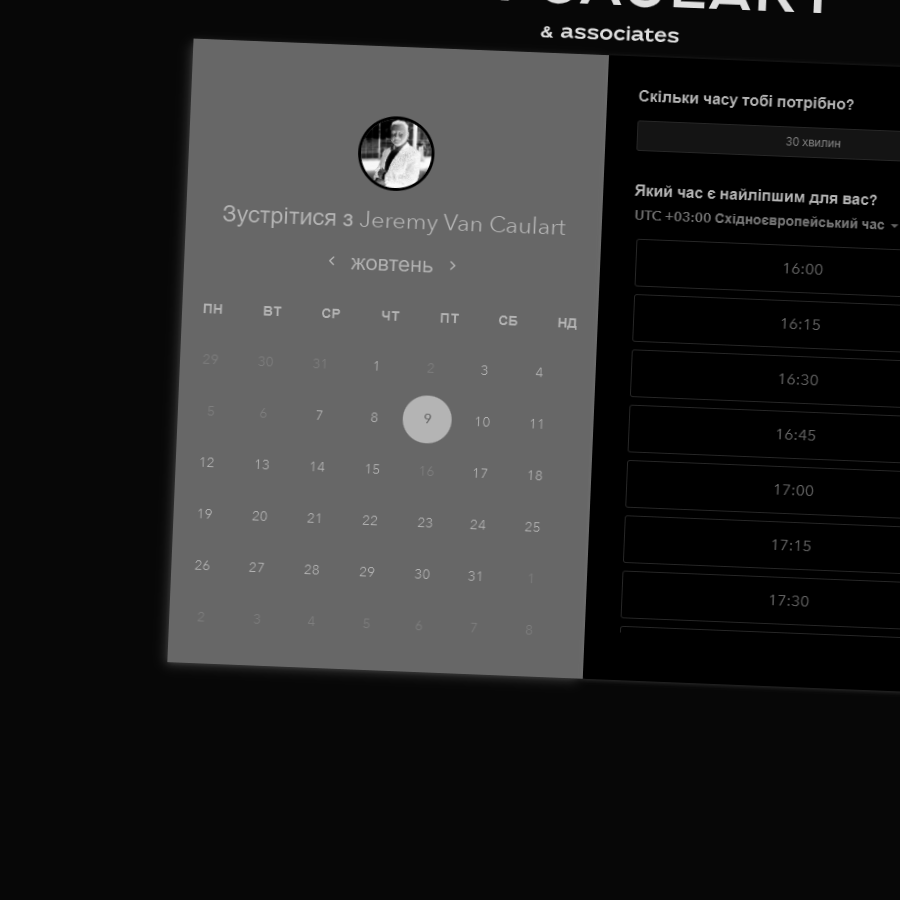 CAULART
& associates
Зустрітися з Jeremy Van Caulart
жовтень
ПН ВТ СР ЧТ ПТ СБ НД
29 30 31 1 2 3 4
5 6 7 8 9 10 11
12 13 14 15 16 17 18
19 20 21 22 23 24 25
26 27 28 29 30 31 1
2 3 4 5 6 7 8
Скільки часу тобі потрібно?
30 хвилин
Який час є найліпшим для вас?
UTC +03:00 Східноєвропейський час
16:00
16:15
16:30
16:45
17:00
17:15
17:30